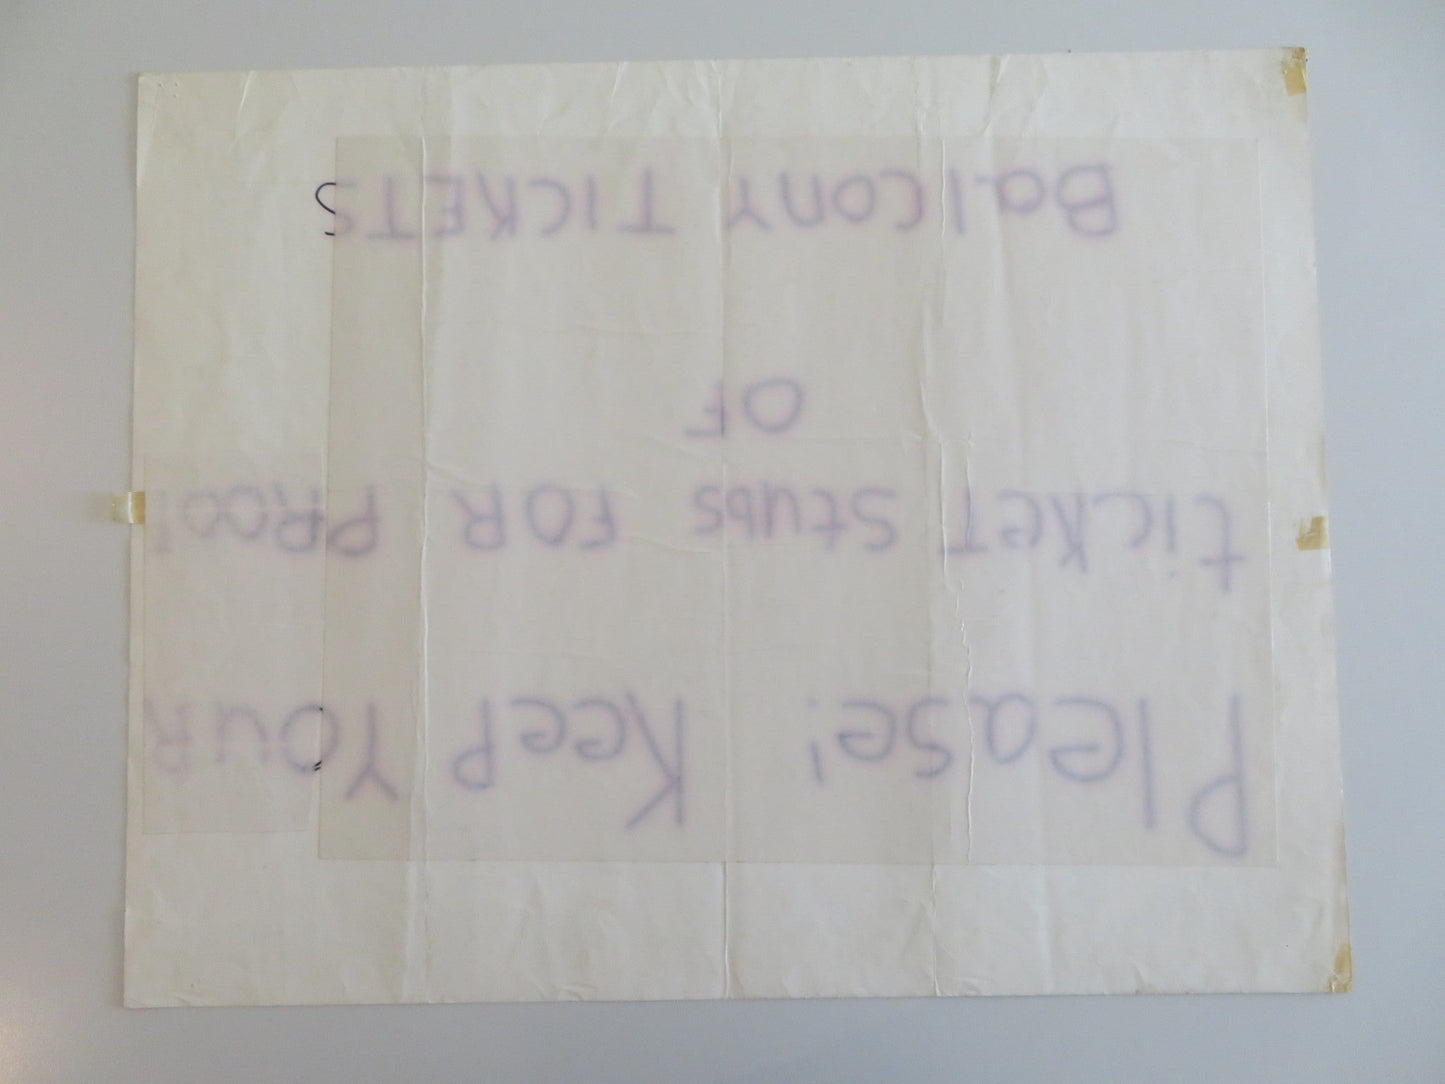 Please! KeeP YOUR
ticKeT Stubs FOR PROOF
OF
BalcONY TICKETS